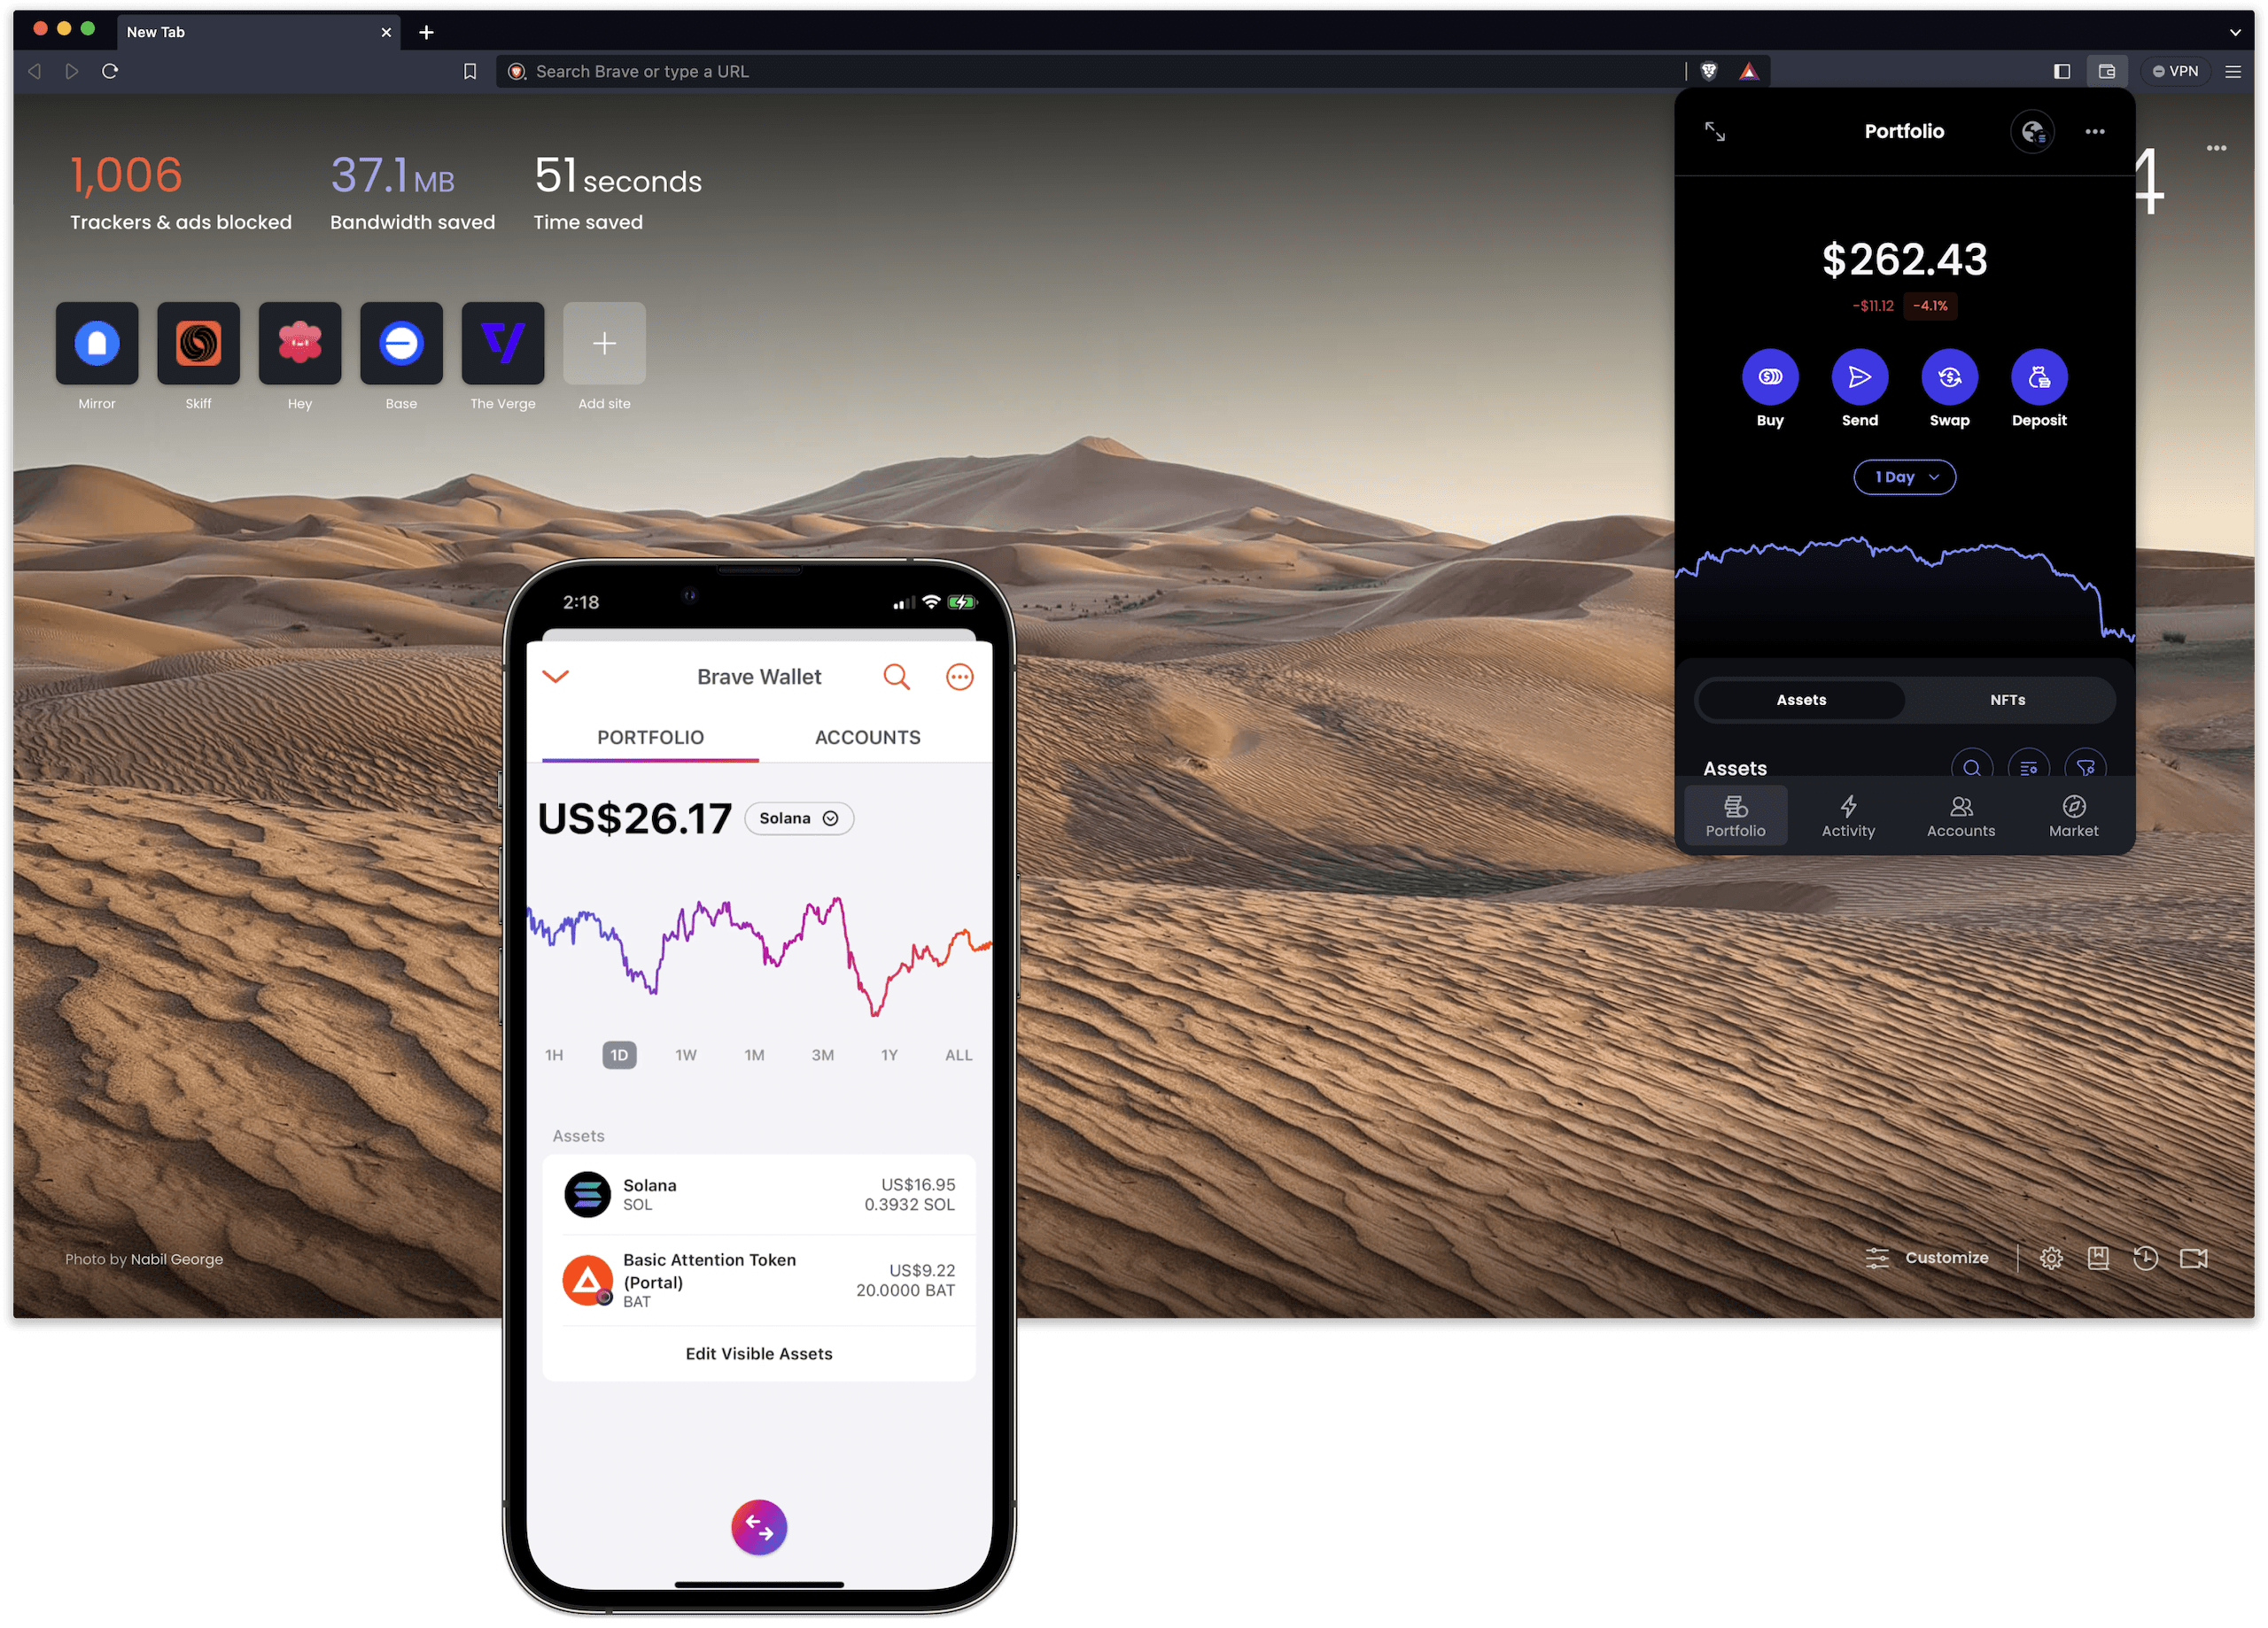 New Tab
Search Brave or type a URL
VPN
1,006
Trackers & ads blocked
37.1 MB
Bandwidth saved
51 seconds
Time saved
4
Mirror
Skiff
Hey
Base
The Verge
Add site
Portfolio
$262.43
-$11.12 -4.1%
Buy
Send
Swap
Deposit
1 Day
Assets
NFTs
Assets
Portfolio
Activity
Accounts
Market
2:18
Brave Wallet
PORTFOLIO
ACCOUNTS
US$26.17
Solana
1H 1D 1W 1M 3M 1Y ALL
Assets
Solana
SOL
US$16.95
0.3932 SOL
Basic Attention Token
(Portal)
BAT
US$9.22
20.0000 BAT
Edit Visible Assets
Photo by Nabil George
Customize